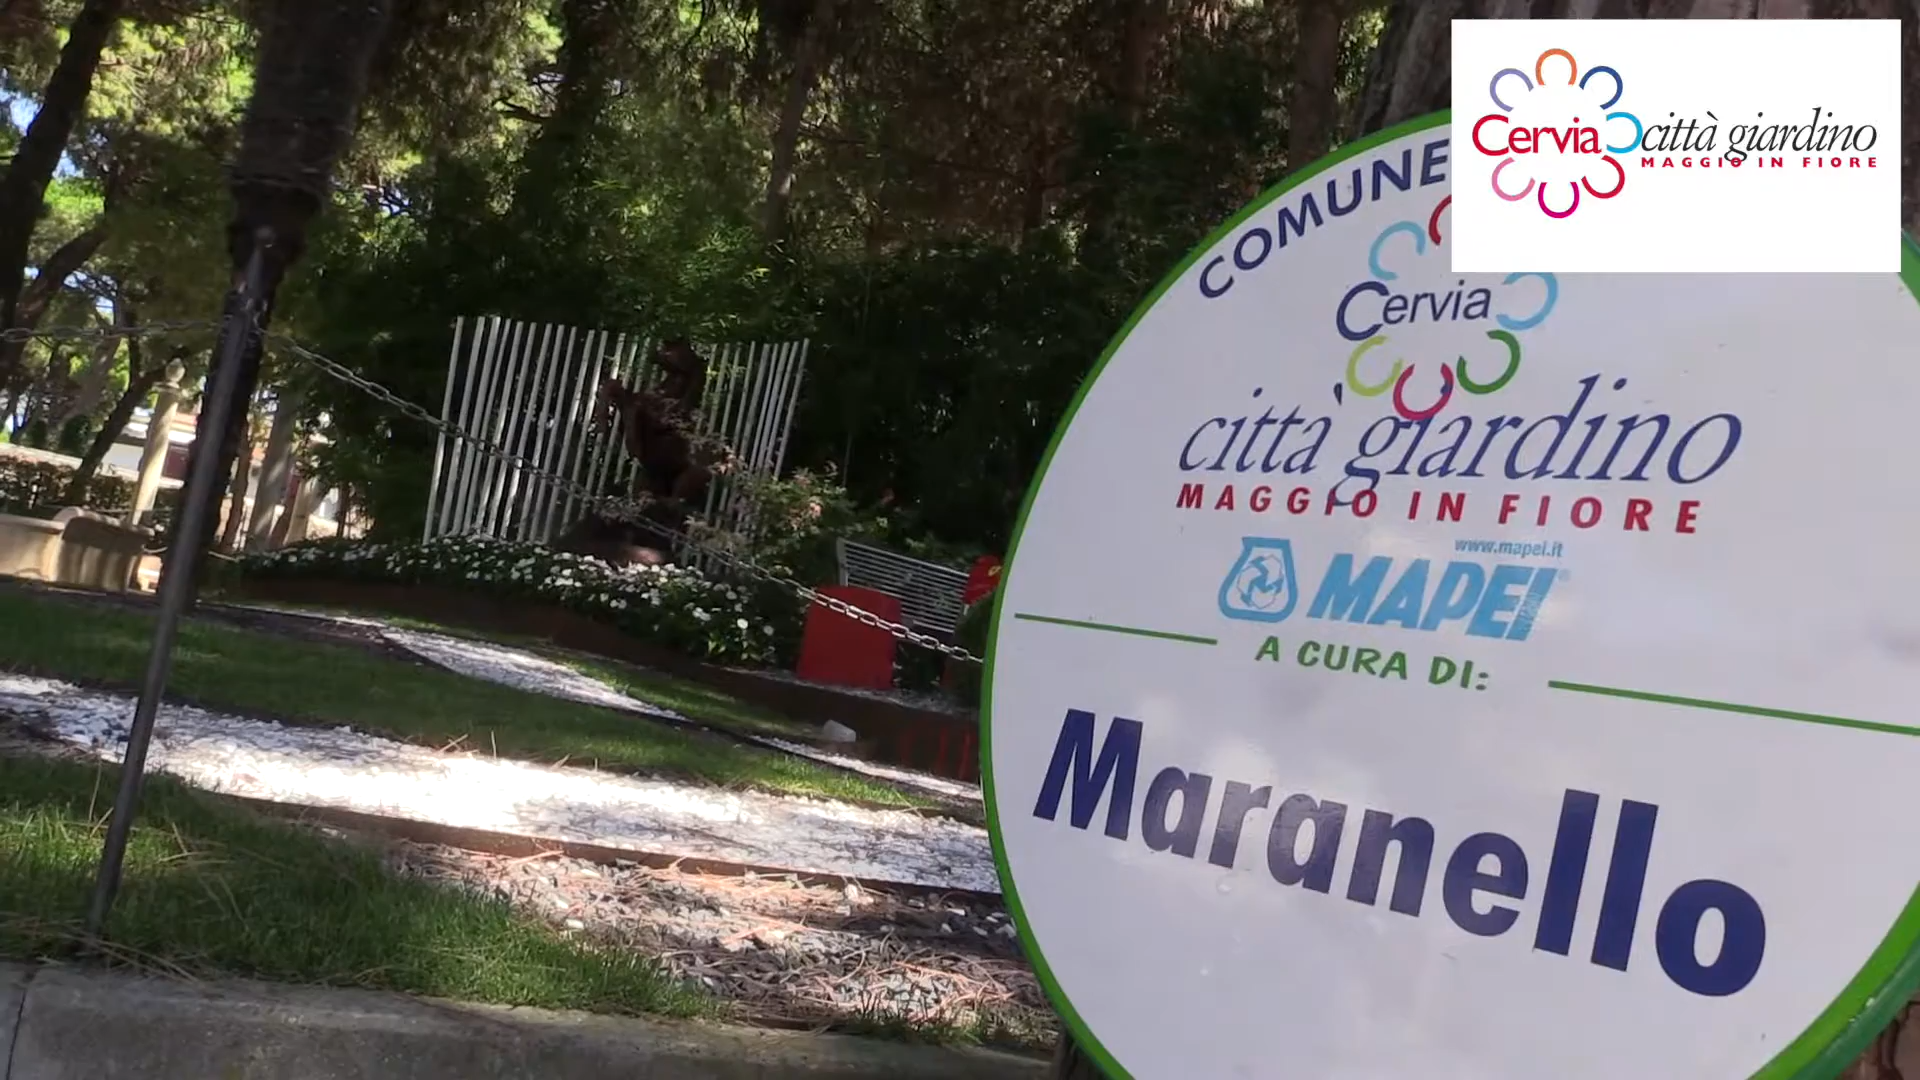 Cervia città giardino
MAGGIO IN FIORE
COMUNE
Cervia
città giardino
MAGGIO IN FIORE
www.mapei.it
MAPEI
A CURA DI:
Maranello